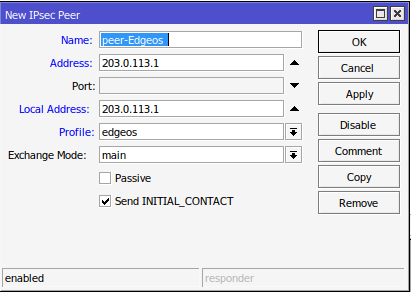 New IPsec Peer
Name: peer-Edgeos
OK
Address: 203.0.113.1
Cancel
Port:
Apply
Local Address: 203.0.113.1
Profile: edgeos
Disable
Exchange Mode: main
Comment
Passive
Copy
Send INITIAL_CONTACT
Remove
enabled
responder